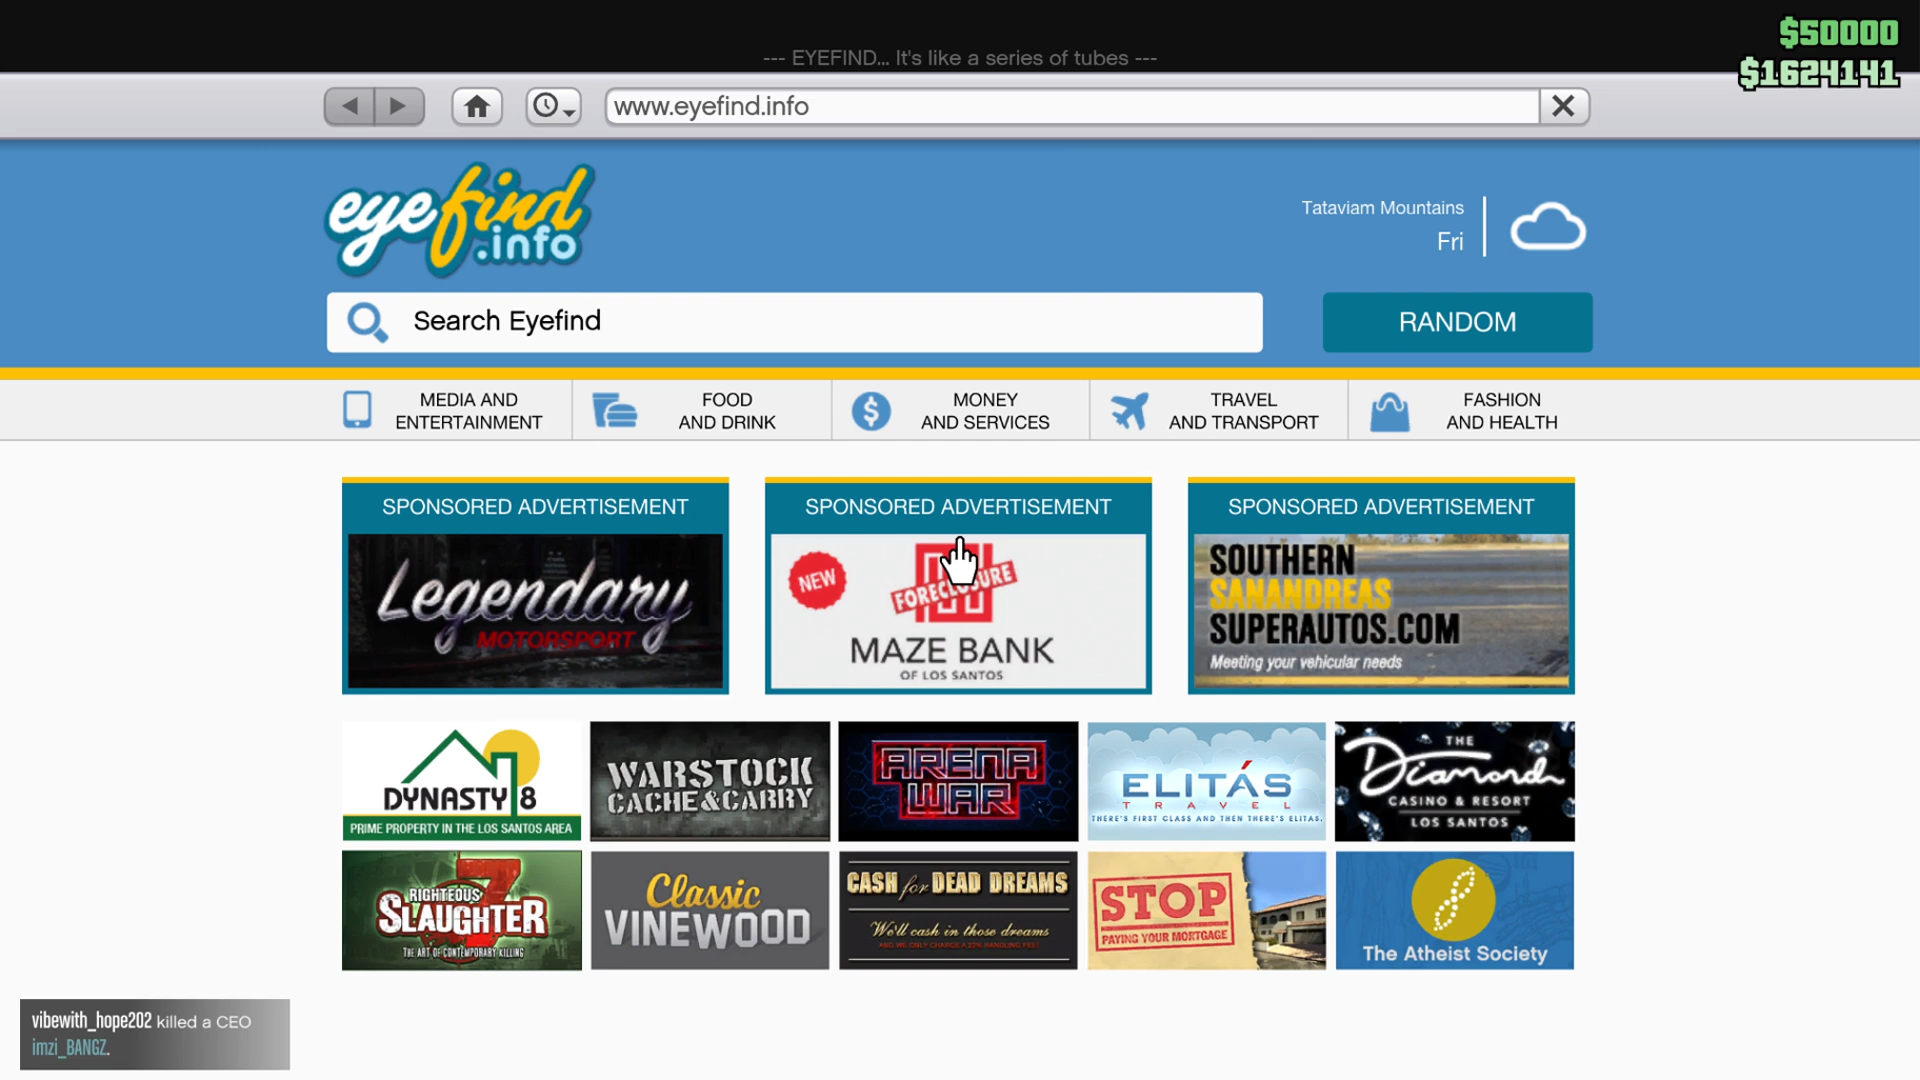 $50000
--- EYEFIND... It's like a series of tubes ---
$1624141
www.eyefind.info
eyefind
.info
Tataviam Mountains
Fri
Search Eyefind
RANDOM
MEDIA AND
ENTERTAINMENT
FOOD
AND DRINK
MONEY
AND SERVICES
TRAVEL
AND TRANSPORT
FASHION
AND HEALTH
SPONSORED ADVERTISEMENT
Legendary
MOTORSPORT
SPONSORED ADVERTISEMENT
NEW
FORECLOSURE
MAZE BANK
OF LOS SANTOS
SPONSORED ADVERTISEMENT
SOUTHERN
SANANDREAS
SUPERAUTOS.COM
Meeting your vehicular needs
DYNASTY 8
PRIME PROPERTY IN THE LOS SANTOS AREA
WARSTOCK
CACHE&CARRY
ARENA
WAR
ELITÁS
TRAVEL
THERE'S FIRST CLASS AND THEN THERE'S ELITAS.
THE
Diamond
CASINO & RESORT
LOS SANTOS
RIGHTEOUS
SLAUGHTER
7
THE ART OF CONTEMPORARY KILLING
Classic
VINEWOOD
CASH for DEAD DREAMS
We'll cash in those dreams
AND WE ONLY CHARGE A 22% HANDLING FEE!
STOP
PAYING YOUR MORTGAGE
The Atheist Society
vibewith_hope202 killed a CEO
imzi_BANGZ.